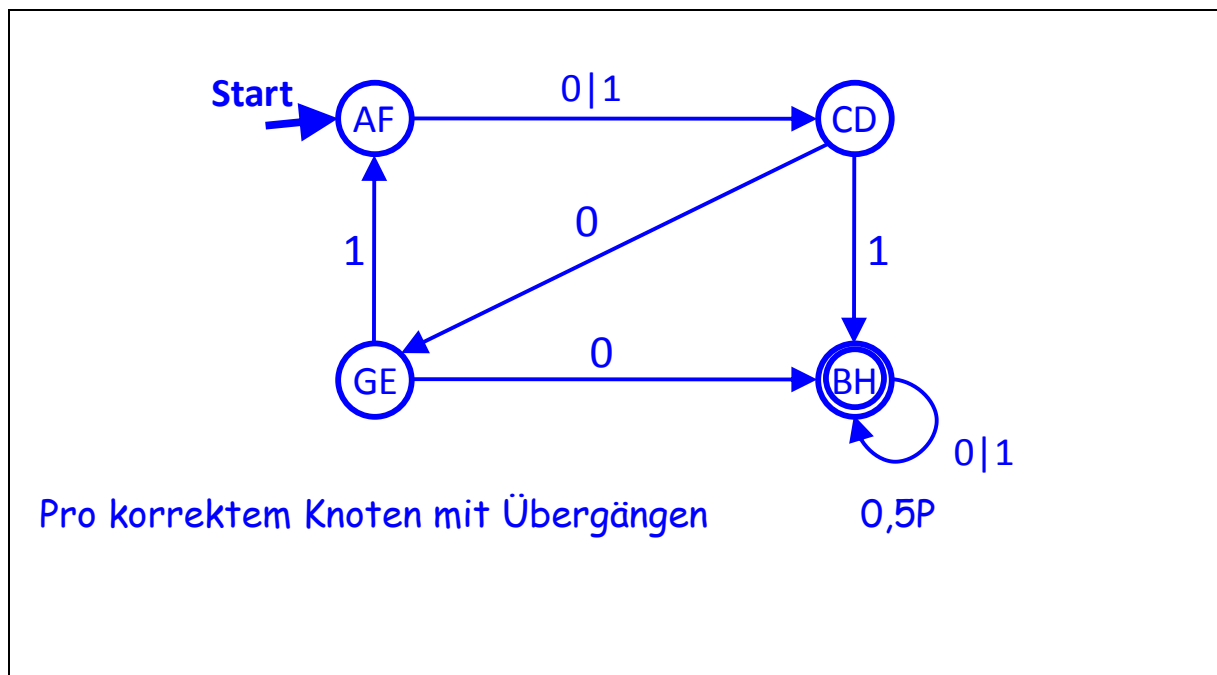 Start
AF
0|1
CD
1
0
1
GE
0
BH
0|1
Pro korrektem Knoten mit Übergängen 0,5P